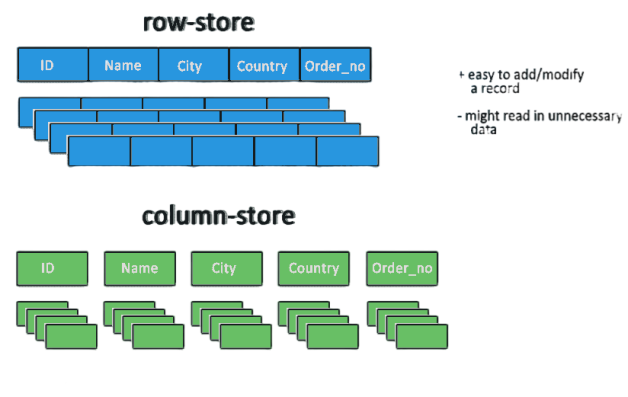 row-store
ID Name City Country Order_no
+ easy to add/modify
a record
- might read in unnecessary
data
column-store
ID Name City Country Order_no